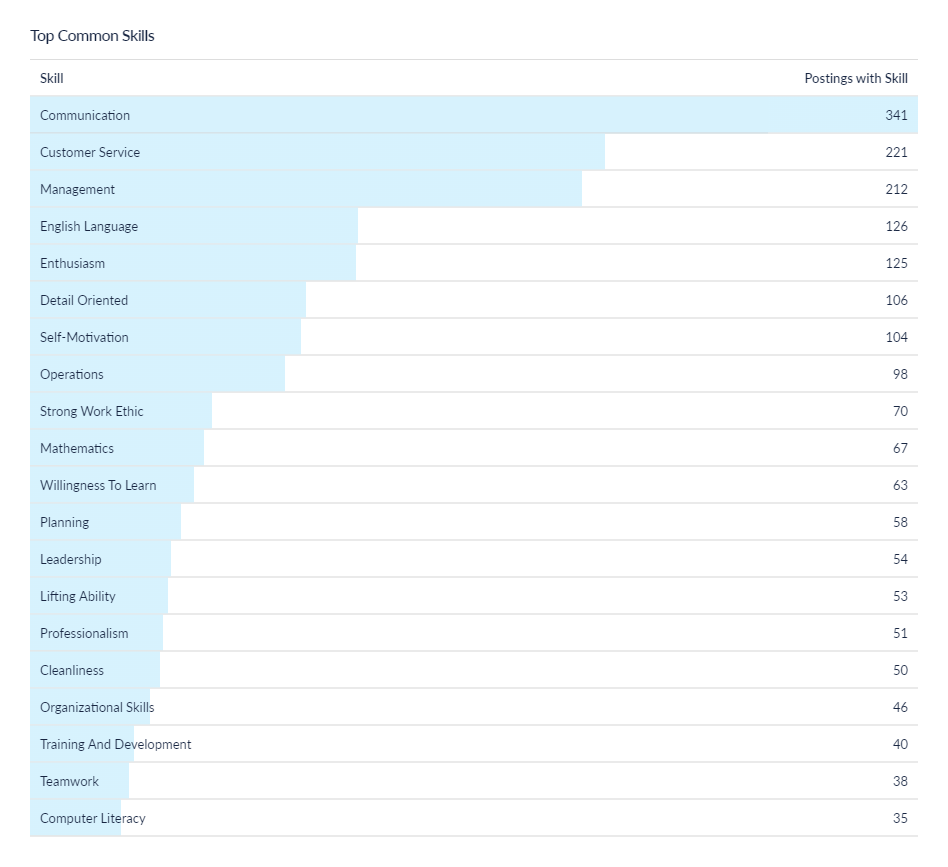 Top Common Skills
Skill Postings with Skill
Communication 341
Customer Service 221
Management 212
English Language 126
Enthusiasm 125
Detail Oriented 106
Self-Motivation 104
Operations 98
Strong Work Ethic 70
Mathematics 67
Willingness To Learn 63
Planning 58
Leadership 54
Lifting Ability 53
Professionalism 51
Cleanliness 50
Organizational Skills 46
Training And Development 40
Teamwork 38
Computer Literacy 35